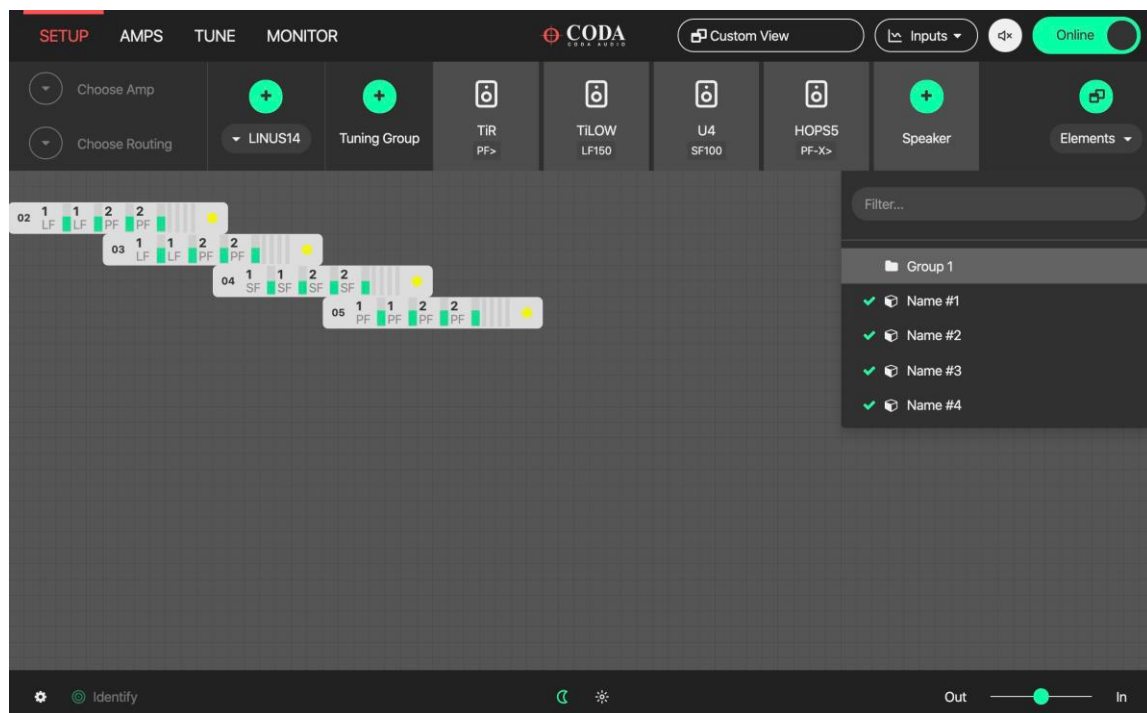 SETUP AMPS TUNE MONITOR CODA Custom View Inputs Online
CODA AUDIO
Choose Amp
Choose Routing
LINUS14
Tuning Group
TiR
PF>
TiLOW
LF150
U4
SF100
HOPS5
PF-X>
Speaker
Elements
Filter...
Group 1
Name #1
Name #2
Name #3
Name #4
02 1 1 2 2
LF LF PF PF
03 1 1 2 2
LF LF PF PF
04 1 1 2 2
SF SF SF SF
05 1 1 2 2
PF PF PF PF
Identify
Out In